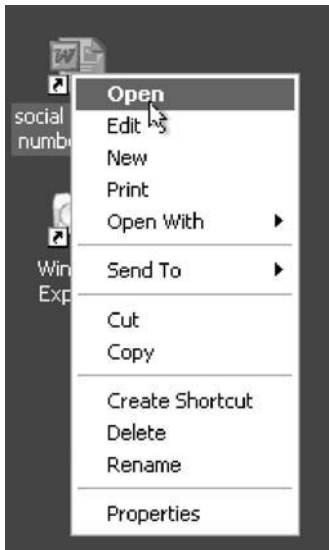 social
numb
Win
Exp
Open
Edit
New
Print
Open With
Send To
Cut
Copy
Create Shortcut
Delete
Rename
Properties